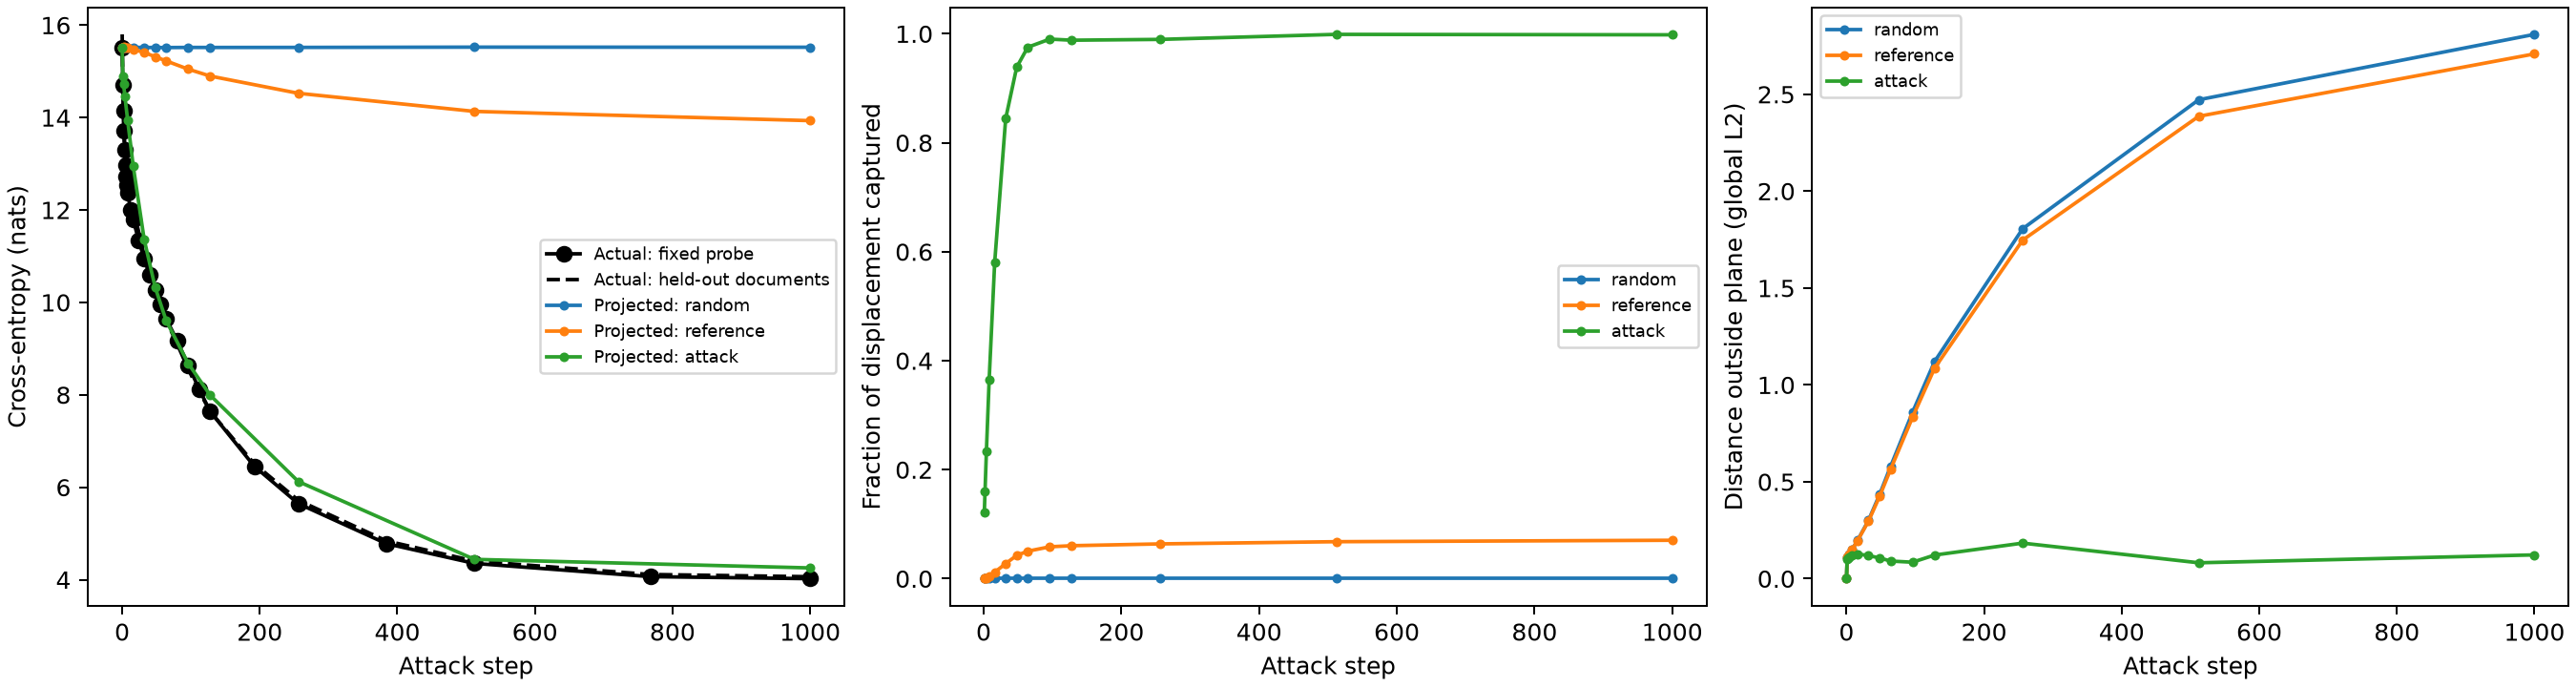 Cross-entropy (nats)
16
14
12
10
8
6
4
Actual: fixed probe
Actual: held-out documents
Projected: random
Projected: reference
Projected: attack
0
200
400
600
800
1000
Attack step
Fraction of displacement captured
1.0
0.8
0.6
0.4
0.2
0.0
random
reference
attack
0
200
400
600
800
1000
Attack step
Distance outside plane (global L2)
random
reference
attack
2.5
2.0
1.5
1.0
0.5
0.0
0
200
400
600
800
1000
Attack step